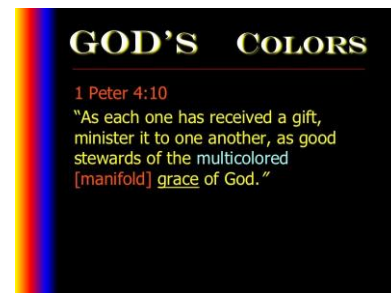 GOD'S COLORS
1 Peter 4:10
“As each one has received a gift,
minister it to one another, as good
stewards of the multicolored
[manifold] grace of God.”